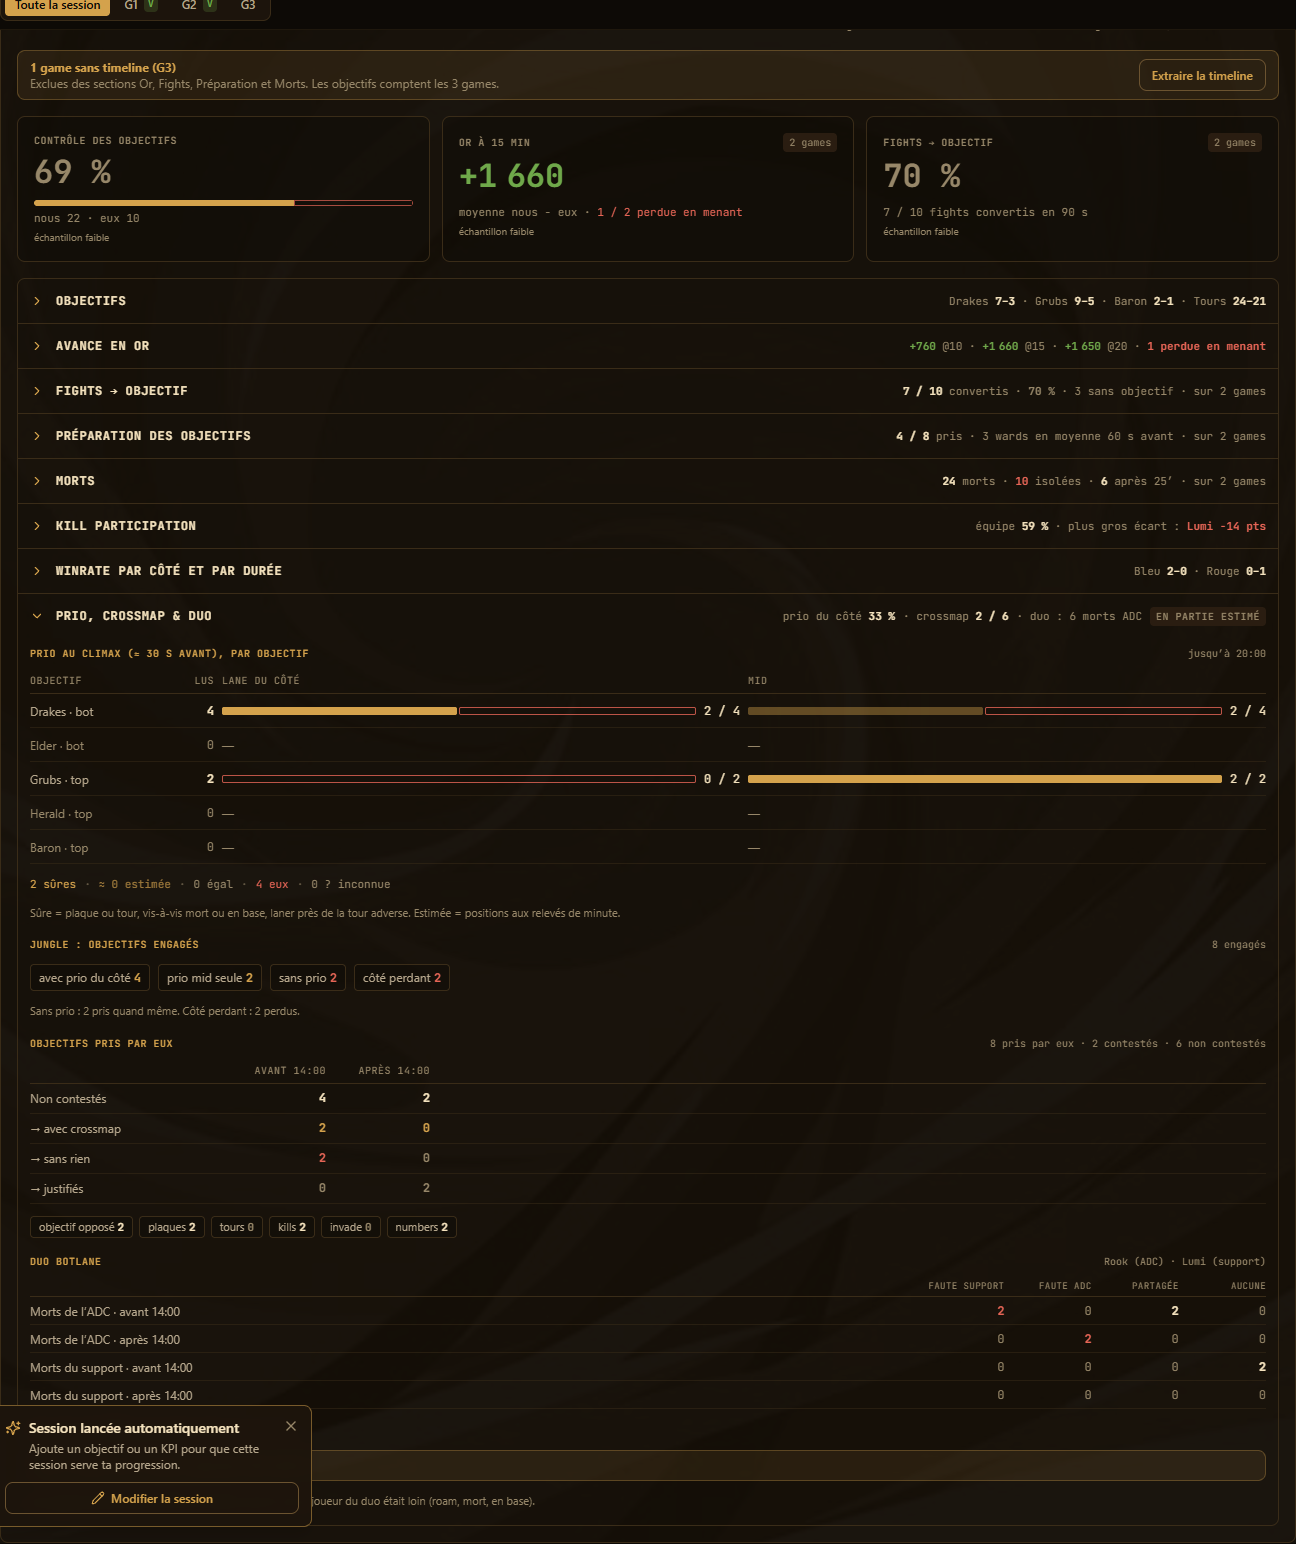 Toute la session G1 V G2 V G3
1 game sans timeline (G3)
Exclues des sections Or, Fights, Préparation et Morts. Les objectifs comptent les 3 games.
Extraire la timeline
CONTRÔLE DES OBJECTIFS
69 %
nous 22 · eux 10
échantillon faible
OR À 15 MIN 2 games
+1 660
moyenne nous - eux · 1 / 2 perdue en menant
échantillon faible
FIGHTS → OBJECTIF 2 games
70 %
7 / 10 fights convertis en 90 s
échantillon faible
OBJECTIFS Drakes 7–3 · Grubs 9–5 · Baron 2–1 · Tours 24–21
AVANCE EN OR +760 @10 · +1 660 @15 · +1 650 @20 · 1 perdue en menant
FIGHTS → OBJECTIF 7 / 10 convertis · 70 % · 3 sans objectif · sur 2 games
PRÉPARATION DES OBJECTIFS 4 / 8 pris · 3 wards en moyenne 60 s avant · sur 2 games
MORTS 24 morts · 10 isolées · 6 après 25’ · sur 2 games
KILL PARTICIPATION équipe 59 % · plus gros écart : Lumi -14 pts
WINRATE PAR CÔTÉ ET PAR DURÉE Bleu 2–0 · Rouge 0–1
PRIO, CROSSMAP & DUO prio du côté 33 % · crossmap 2 / 6 · duo : 6 morts ADC EN PARTIE ESTIMÉ
PRIO AU CLIMAX (≈ 30 S AVANT), PAR OBJECTIF jusqu’à 20:00
OBJECTIF LUS LANE DU CÔTÉ MID
Drakes · bot 4 2 / 4 2 / 4
Elder · bot 0 — —
Grubs · top 2 0 / 2 2 / 2
Herald · top 0 — —
Baron · top 0 — —
2 sûres · ≈ 0 estimée · 0 égal · 4 eux · 0 ? inconnue
Sûre = plaque ou tour, vis-à-vis mort ou en base, laner près de la tour adverse. Estimée = positions aux relevés de minute.
JUNGLE : OBJECTIFS ENGAGÉS 8 engagés
avec prio du côté 4 prio mid seule 2 sans prio 2 côté perdant 2
Sans prio : 2 pris quand même. Côté perdant : 2 perdus.
OBJECTIFS PRIS PAR EUX 8 pris par eux · 2 contestés · 6 non contestés
AVANT 14:00 APRÈS 14:00
Non contestés 4 2
→ avec crossmap 2 0
→ sans rien 2 0
→ justifiés 0 2
objectif opposé 2 plaques 2 tours 0 kills 2 invade 0 numbers 2
DUO BOTLANE Rook (ADC) · Lumi (support)
FAUTE SUPPORT FAUTE ADC PARTAGÉE AUCUNE
Morts de l’ADC · avant 14:00 2 0 2 0
Morts de l’ADC · après 14:00 0 2 0 0
Morts du support · avant 14:00 0 0 0 2
Morts du support · après 14:00 0 0 0 0
Session lancée automatiquement
Ajoute un objectif ou un KPI pour que cette
session serve ta progression.
Modifier la session
joueur du duo était loin (roam, mort, en base).